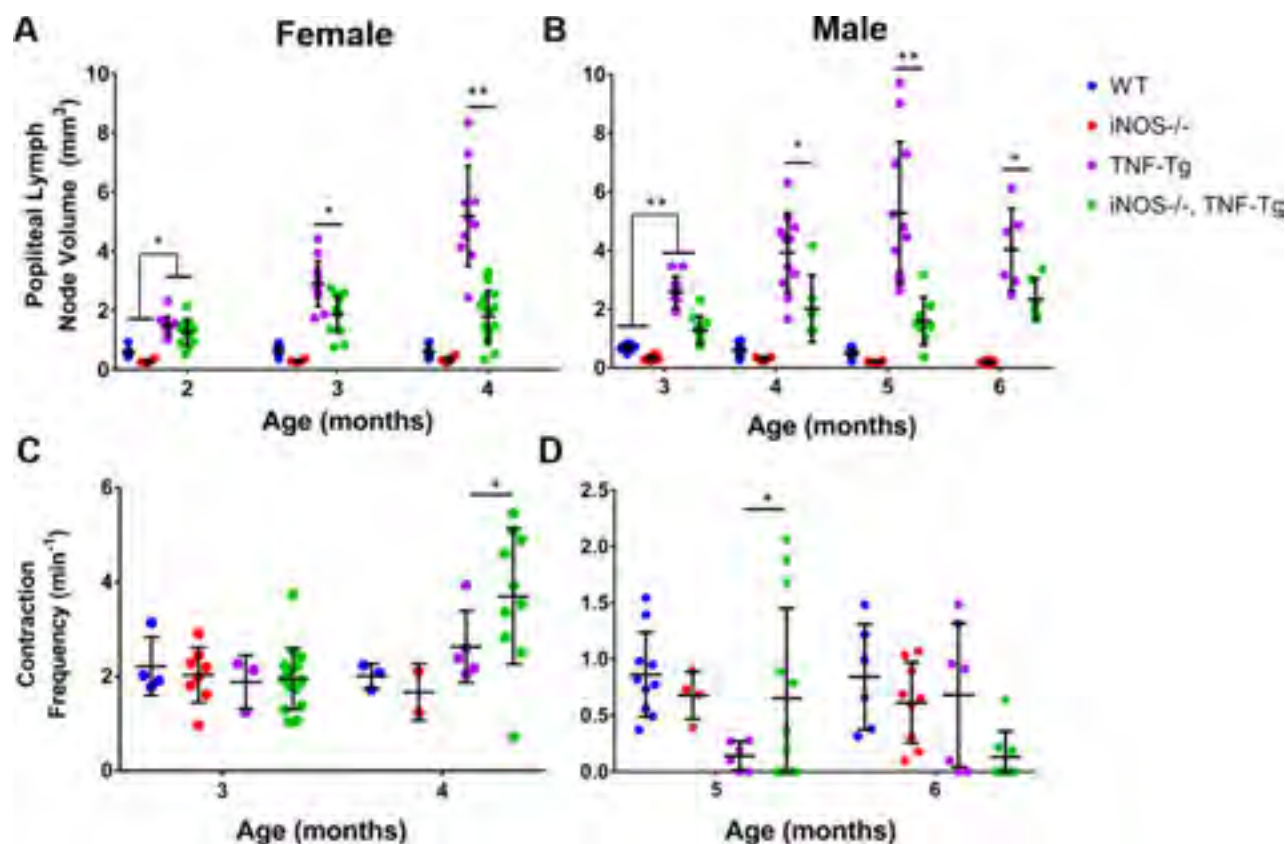 A
Female
B
Male
Popliteal Lymph
Node Volume (mm³)
10
8
6
4
2
0
*
*
**
2
3
4
Age (months)
10
8
6
4
2
0
**
*
**
*
3
4
5
6
Age (months)
WT
iNOS-/-
TNF-Tg
iNOS-/-, TNF-Tg
C
Contraction
Frequency (min⁻¹)
6
4
2
0
*
3
4
Age (months)
D
2.5
2.0
1.5
1.0
0.5
0.0
*
5
6
Age (months)